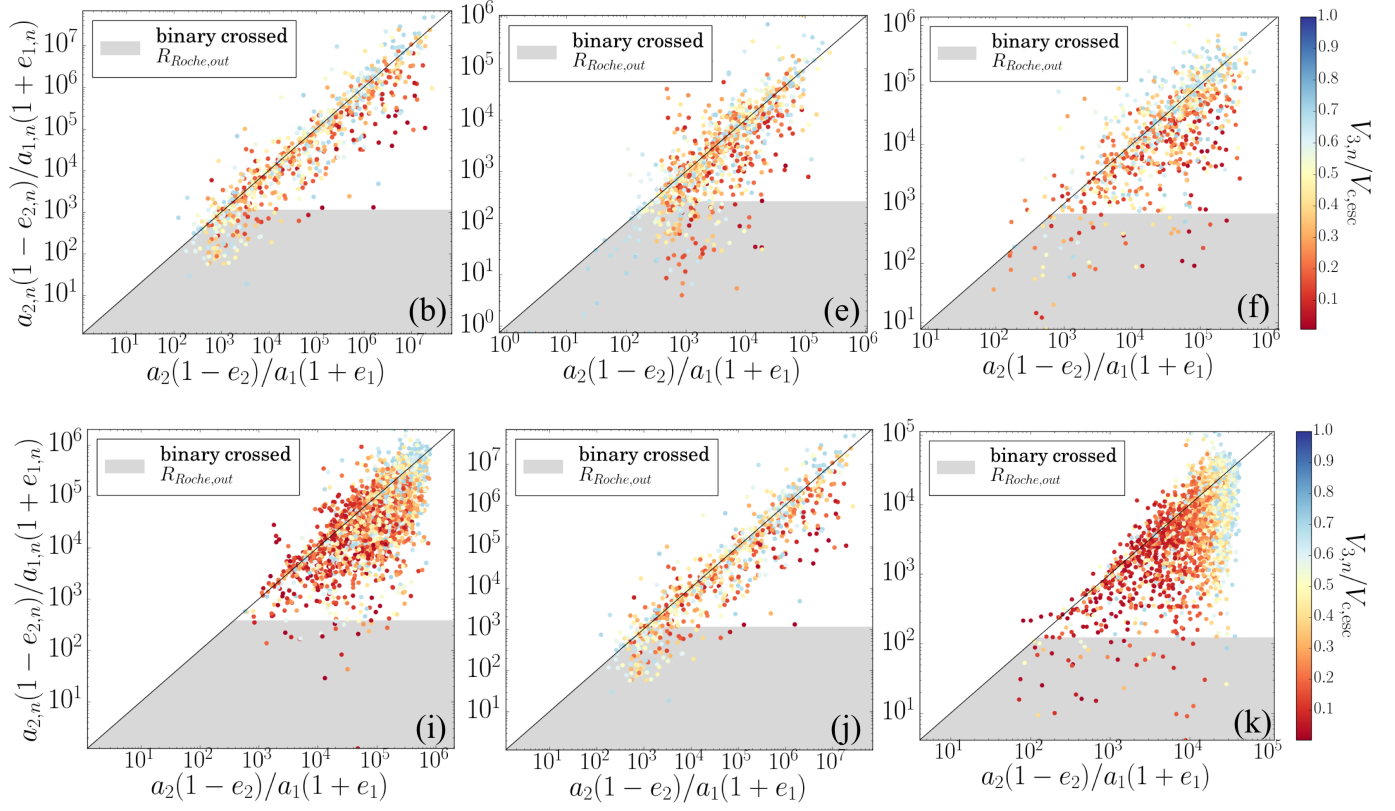 a_{2,n}(1 − e_{2,n})/a_{1,n}(1 + e_{1,n})
10^7
10^6
10^5
10^4
10^3
10^2
10^1
binary crossed
R_{Roche,out}
(b)
10^1 10^2 10^3 10^4 10^5 10^6 10^7
a_2(1 − e_2)/a_1(1 + e_1)
10^6
10^5
10^4
10^3
10^2
10^1
10^0
binary crossed
R_{Roche,out}
(e)
10^0 10^1 10^2 10^3 10^4 10^5 10^6
a_2(1 − e_2)/a_1(1 + e_1)
10^6
10^5
10^4
10^3
10^2
10^1
binary crossed
R_{Roche,out}
(f)
10^1 10^2 10^3 10^4 10^5 10^6
a_2(1 − e_2)/a_1(1 + e_1)
1.0
0.9
0.8
0.7
0.6
0.5
0.4
0.3
0.2
0.1
V_{3,n}/V_{c,esc}
a_{2,n}(1 − e_{2,n})/a_{1,n}(1 + e_{1,n})
10^6
10^5
10^4
10^3
10^2
10^1
binary crossed
R_{Roche,out}
(i)
10^1 10^2 10^3 10^4 10^5 10^6
a_2(1 − e_2)/a_1(1 + e_1)
10^7
10^6
10^5
10^4
10^3
10^2
10^1
binary crossed
R_{Roche,out}
(j)
10^1 10^2 10^3 10^4 10^5 10^6 10^7
a_2(1 − e_2)/a_1(1 + e_1)
10^5
10^4
10^3
10^2
10^1
binary crossed
R_{Roche,out}
(k)
10^1 10^2 10^3 10^4 10^5
a_2(1 − e_2)/a_1(1 + e_1)
1.0
0.9
0.8
0.7
0.6
0.5
0.4
0.3
0.2
0.1
V_{3,n}/V_{c,esc}